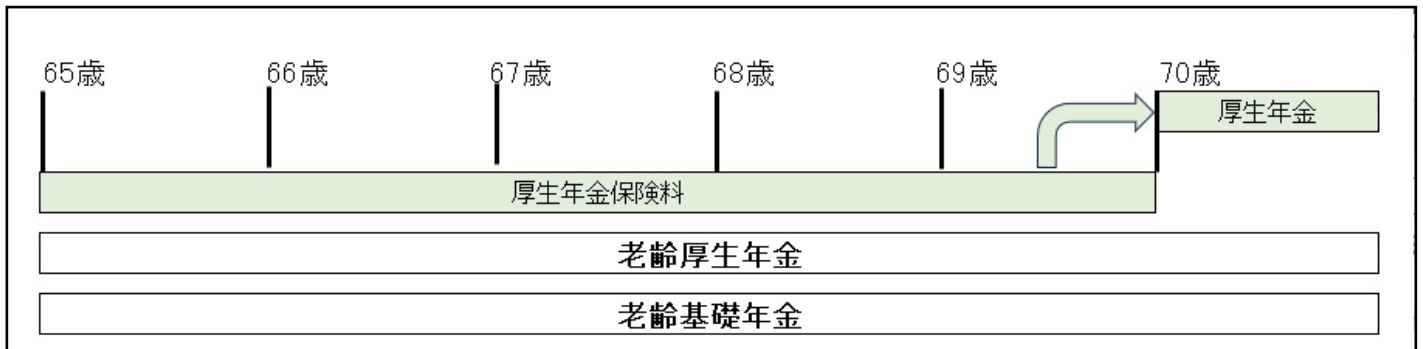 65歳 66歳 67歳 68歳 69歳 70歳
厚生年金
厚生年金保険料
老齢厚生年金
老齢基礎年金